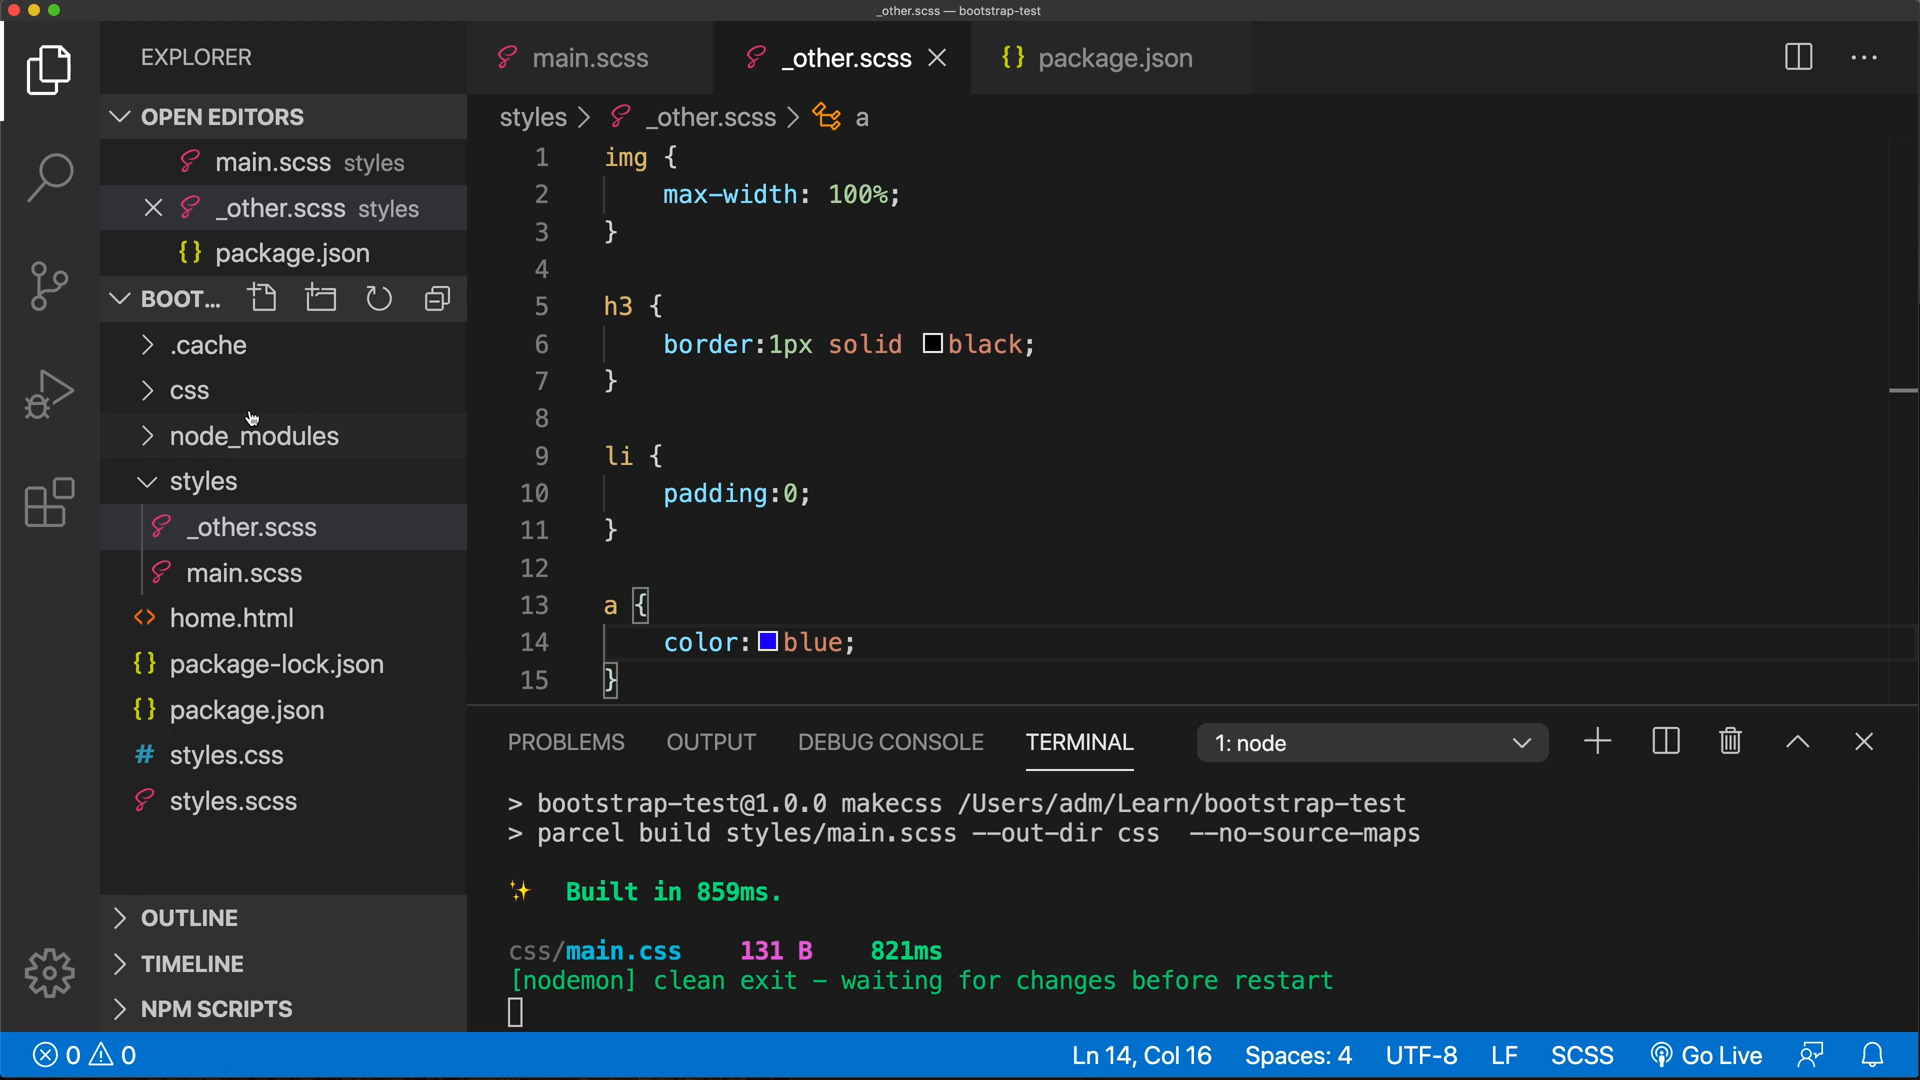 _other.scss — bootstrap-test
EXPLORER
OPEN EDITORS
main.scss styles
_other.scss styles
package.json
BOOT...
.cache
css
node_modules
styles
_other.scss
main.scss
home.html
package-lock.json
package.json
styles.css
styles.scss
OUTLINE
TIMELINE
NPM SCRIPTS
main.scss
_other.scss
package.json
styles > _other.scss > a
1 img {
2 max-width: 100%;
3 }
4
5 h3 {
6 border:1px solid black;
7 }
8
9 li {
10 padding:0;
11 }
12
13 a {
14 color:blue;
15 }
PROBLEMS OUTPUT DEBUG CONSOLE TERMINAL 1: node
> bootstrap-test@1.0.0 makecss /Users/adm/Learn/bootstrap-test
> parcel build styles/main.scss --out-dir css --no-source-maps
✨ Built in 859ms.
css/main.css 131 B 821ms
[nodemon] clean exit - waiting for changes before restart
0 0 Ln 14, Col 16 Spaces: 4 UTF-8 LF SCSS Go Live